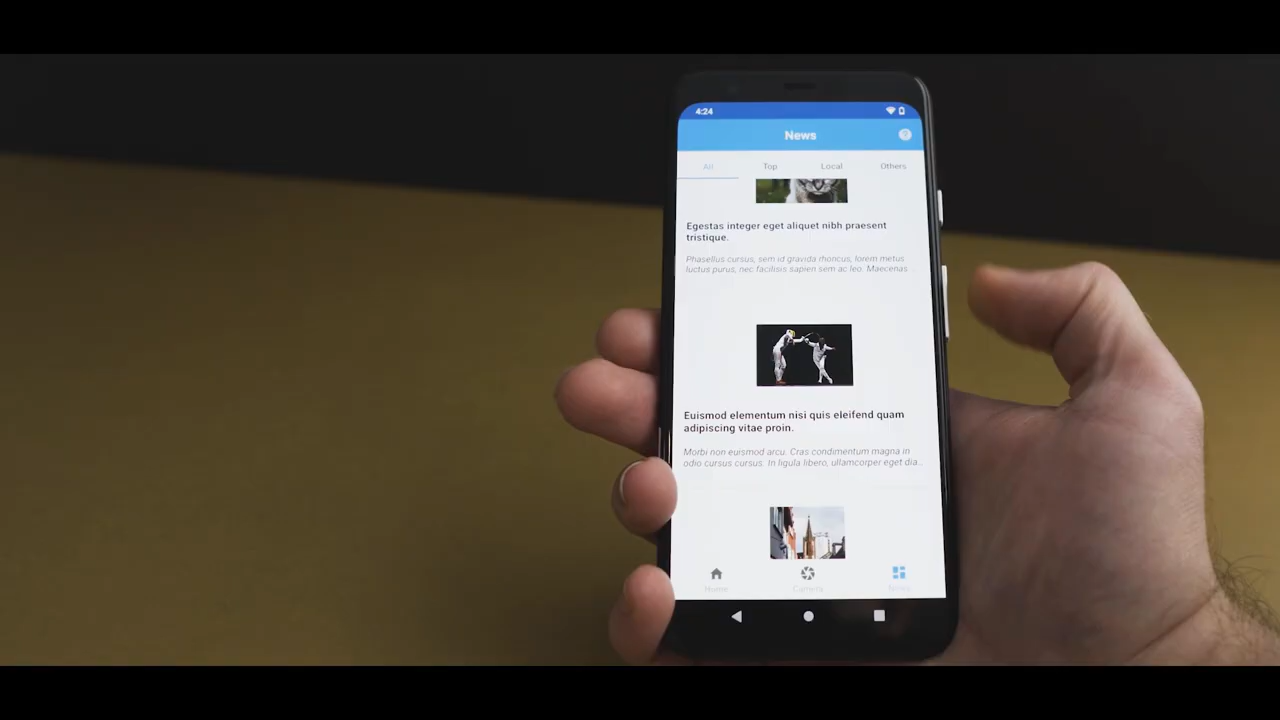 4:24
News
All Top Local Others
Egestas integer eget aliquet nibh praesent
tristique.
Phasellus cursus, sem id gravida rhoncus, lorem metus
luctus purus, nec facilisis sapien sem ac leo. Maecenas ...
Euismod elementum nisi quis eleifend quam
adipiscing vitae proin.
Morbi non euismod arcu. Cras condimentum magna in
odio cursus cursus. In ligula libero, ullamcorper eget dia...
Home Camera News